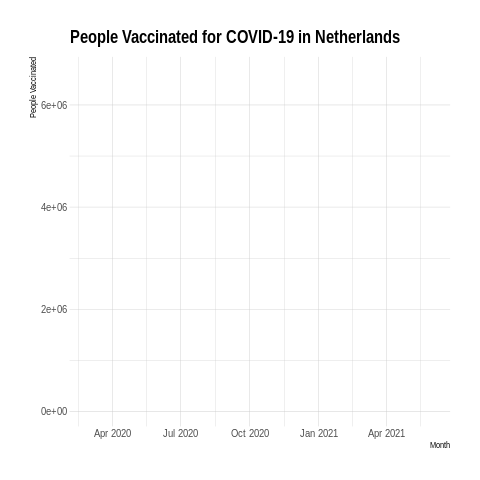 People Vaccinated for COVID-19 in Netherlands
People Vaccinated
6e+06
4e+06
2e+06
0e+00
Apr 2020 Jul 2020 Oct 2020 Jan 2021 Apr 2021
Month